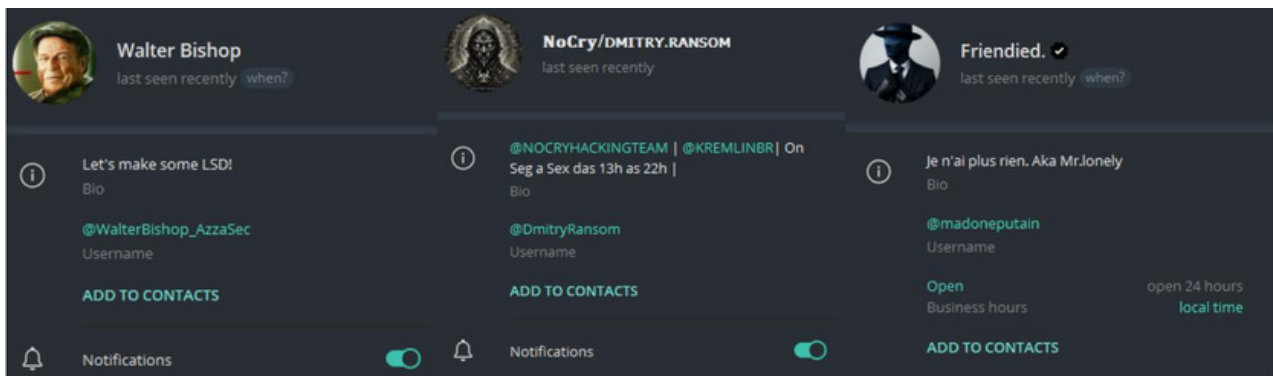 Walter Bishop
last seen recently when?
Let's make some LSD!
Bio
@WalterBishop_AzzaSec
Username
ADD TO CONTACTS
Notifications
NoCry/DMITRY.RANSOM
last seen recently
@NOCRYHACKINGTEAM | @KREMLINBR| On
Seg a Sex das 13h as 22h |
Bio
@DmitryRansom
Username
ADD TO CONTACTS
Notifications
Friendied.
last seen recently when?
Je n'ai plus rien. Aka Mr.lonely
Bio
@madoneputain
Username
Open open 24 hours
Business hours local time
ADD TO CONTACTS